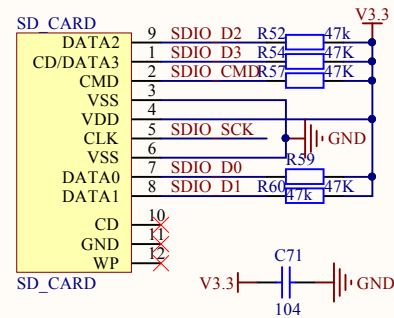 SD_CARD
V3.3
DATA2 9 SDIO_D2 R52 47k
CD/DATA3 1 SDIO_D3 R54 47K
CMD 2 SDIO_CMD R57 47K
VSS 3
VDD 4
CLK 5 SDIO_SCK GND
VSS 6
R59
DATA0 7 SDIO_D0 47K
DATA1 8 SDIO_D1 R60 47k 47K
CD 10
GND 11
WP 12
SD_CARD
C71
V3.3 GND
104